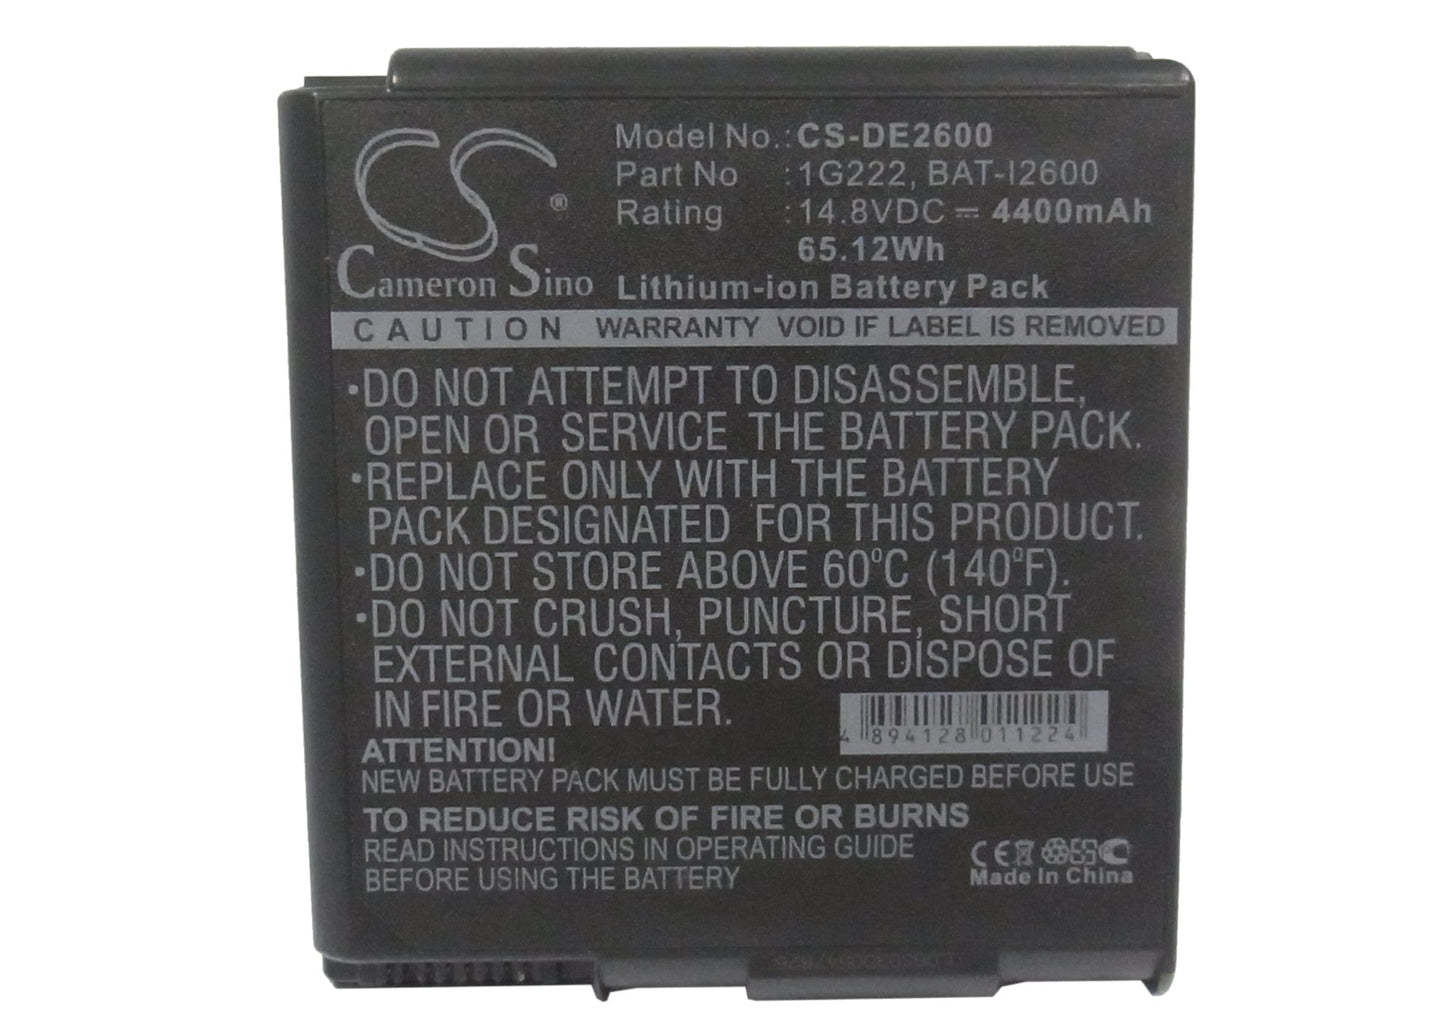 CS®
Cameron Sino
Model No.: CS-DE2600
Part No : 1G222, BAT-I2600
Rating : 14.8VDC ⎓ 4400mAh
65.12Wh
Lithium-ion Battery Pack
CAUTION WARRANTY VOID IF LABEL IS REMOVED
•DO NOT ATTEMPT TO DISASSEMBLE,
OPEN OR SERVICE THE BATTERY PACK.
•REPLACE ONLY WITH THE BATTERY
PACK DESIGNATED FOR THIS PRODUCT.
•DO NOT STORE ABOVE 60°C (140°F).
•DO NOT CRUSH, PUNCTURE, SHORT
EXTERNAL CONTACTS OR DISPOSE OF
IN FIRE OR WATER.
4 894128 011224
ATTENTION!
NEW BATTERY PACK MUST BE FULLY CHARGED BEFORE USE
TO REDUCE RISK OF FIRE OR BURNS
READ INSTRUCTIONS IN OPERATING GUIDE
BEFORE USING THE BATTERY
CE
Made In China